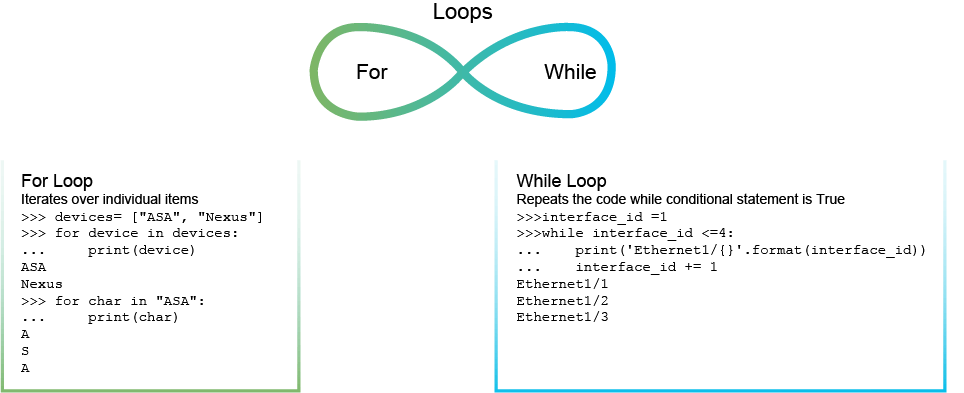 Loops
For
While
For Loop
Iterates over individual items
>>> devices= ["ASA", "Nexus"]
>>> for device in devices:
...     print(device)
ASA
Nexus
>>> for char in "ASA":
...     print(char)
A
S
A
While Loop
Repeats the code while conditional statement is True
>>>interface_id =1
>>>while interface_id <=4:
...    print('Ethernet1/{}'.format(interface_id))
...    interface_id += 1
Ethernet1/1
Ethernet1/2
Ethernet1/3